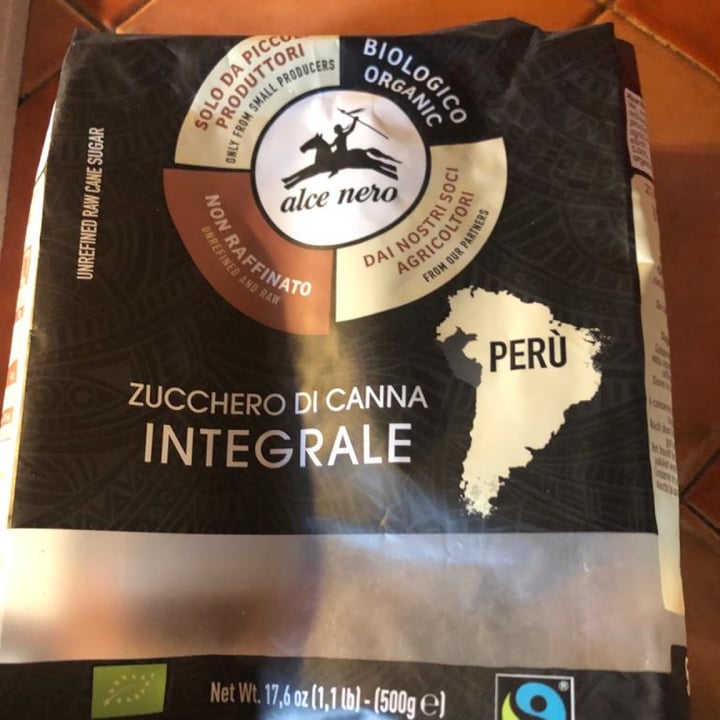 SOLO DA PICCOLI
PRODUTTORI
ONLY FROM SMALL PRODUCERS
BIOLOGICO
ORGANIC
alce nero
NON RAFFINATO
UNREFINED AND RAW
DAI NOSTRI SOCI
AGRICOLTORI
FROM OUR PARTNERS
UNREFINED RAW CANE SUGAR
PERÙ
ZUCCHERO DI CANNA
INTEGRALE
Net Wt. 17,6 oz (1,1 lb) - (500g e)
®